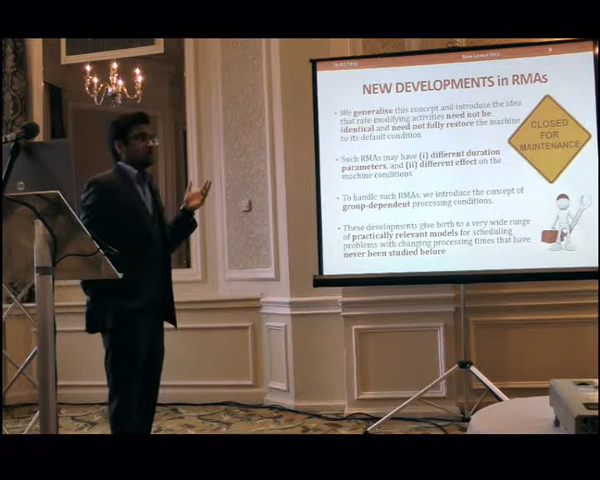 NEW DEVELOPMENTS in RMAs
We generalise this concept and introduce the idea
that rate-modifying activities need not be
identical and need not fully restore the machine
to its default condition
Such RMAs may have (i) different duration
parameters, and (ii) different effect on the
machine conditions
To handle such RMAs, we introduce the concept of
group-dependent processing conditions.
These developments give birth to a very wide range
of practically relevant models for scheduling
problems with changing processing times that have
never been studied before
CLOSED
FOR
MAINTENANCE